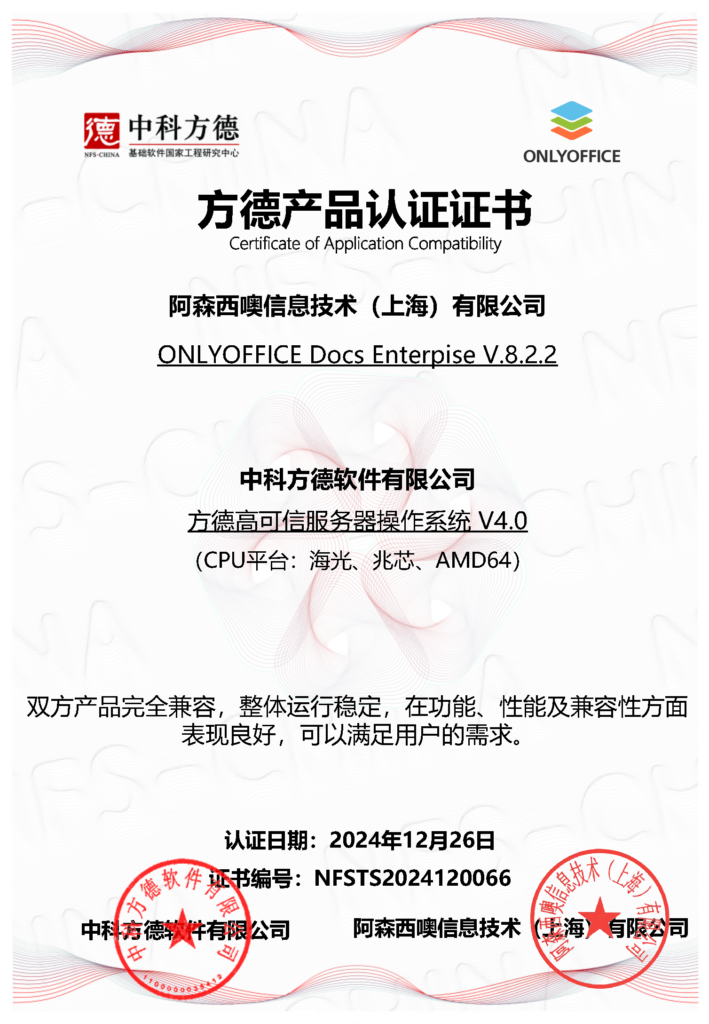 德 中科方德
NFS-CHINA 基础软件国家工程研究中心
ONLYOFFICE
方德产品认证证书
Certificate of Application Compatibility
阿森西噢信息技术（上海）有限公司
ONLYOFFICE Docs Enterpise V.8.2.2
中科方德软件有限公司
方德高可信服务器操作系统 V4.0
（CPU平台：海光、兆芯、AMD64）
双方产品完全兼容，整体运行稳定，在功能、性能及兼容性方面
表现良好，可以满足用户的需求。
认证日期：2024年12月26日
证书编号：NFSTS2024120066
中科方德软件有限公司
阿森西噢信息技术（上海）有限公司
中科方德软件有限公司
阿森西噢信息技术（上海）有限公司